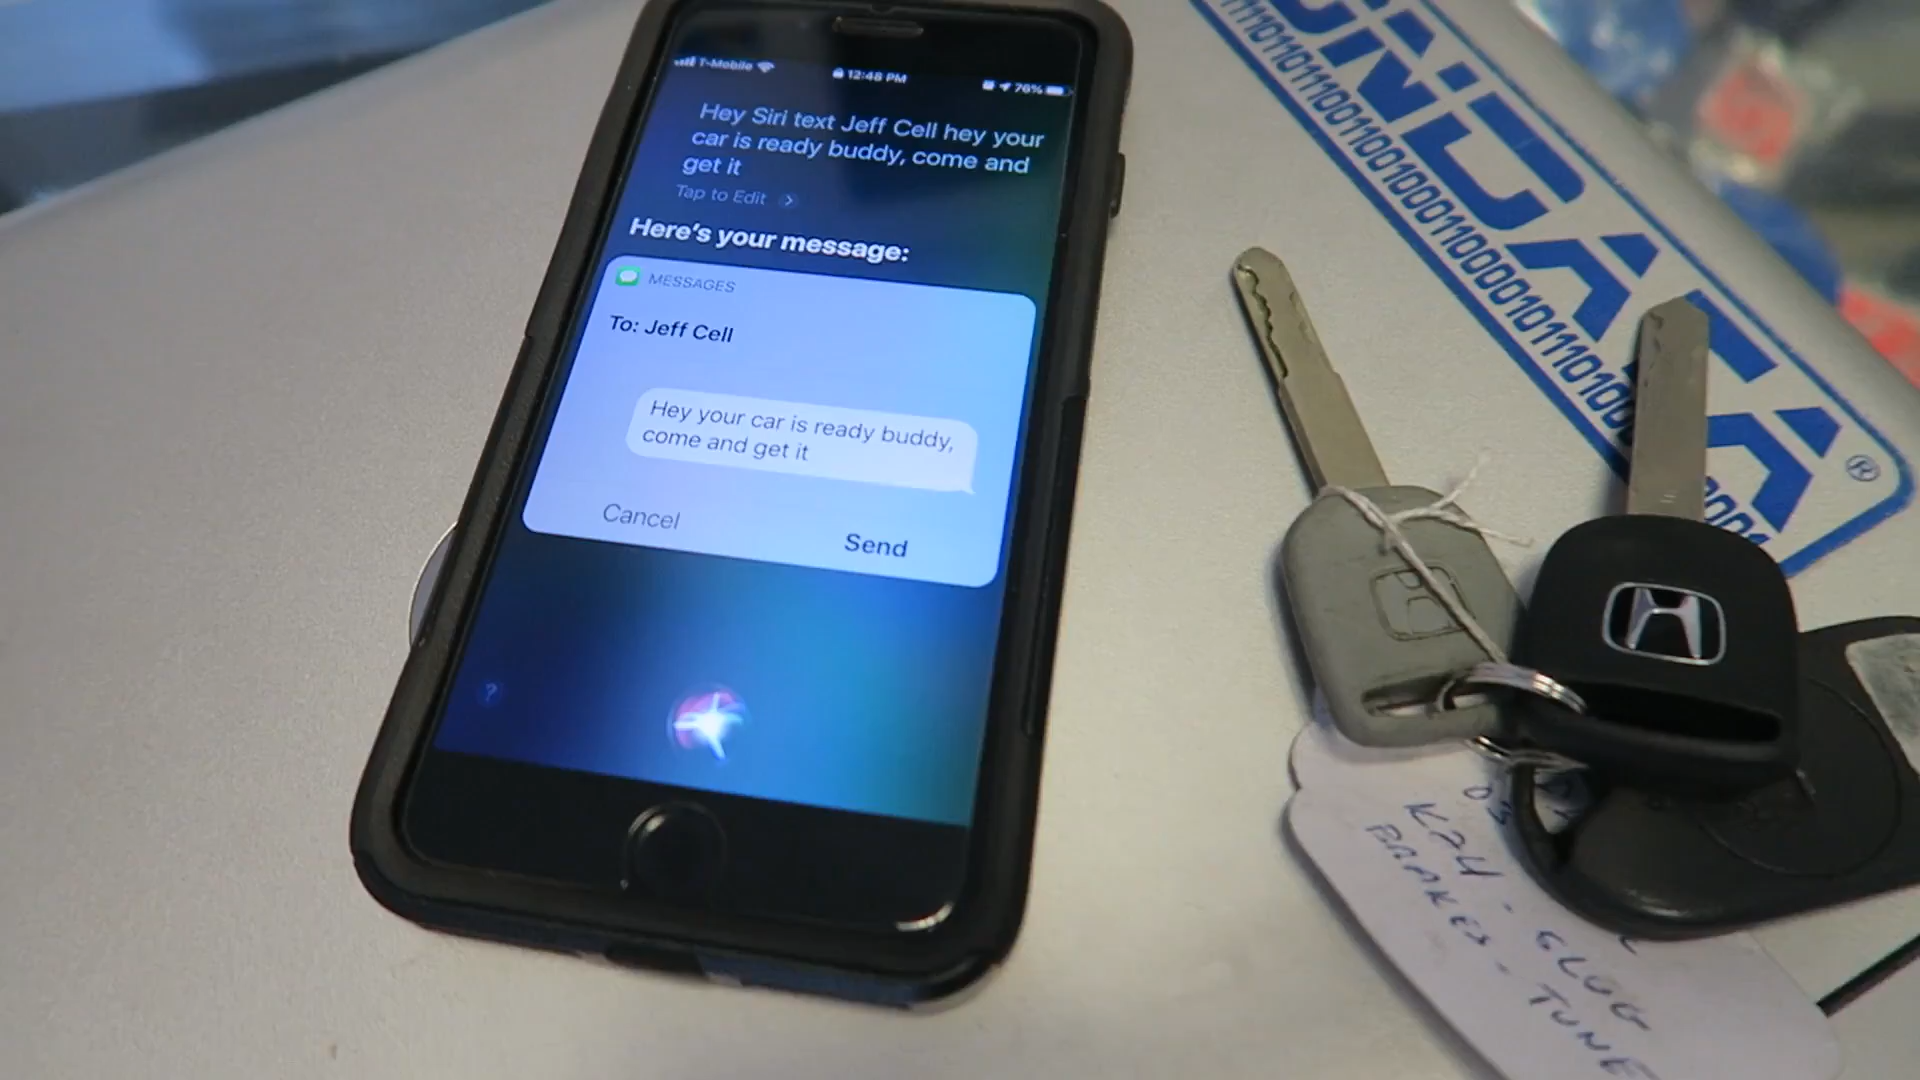 T-Mobile 12:48 PM 76%
Hey Siri text Jeff Cell hey your
car is ready buddy, come and
get it
Tap to Edit
Here's your message:
MESSAGES
To: Jeff Cell
Hey your car is ready buddy,
come and get it
Cancel
Send
?
HONDATA
®
K24 -
BRAKES - TUNE